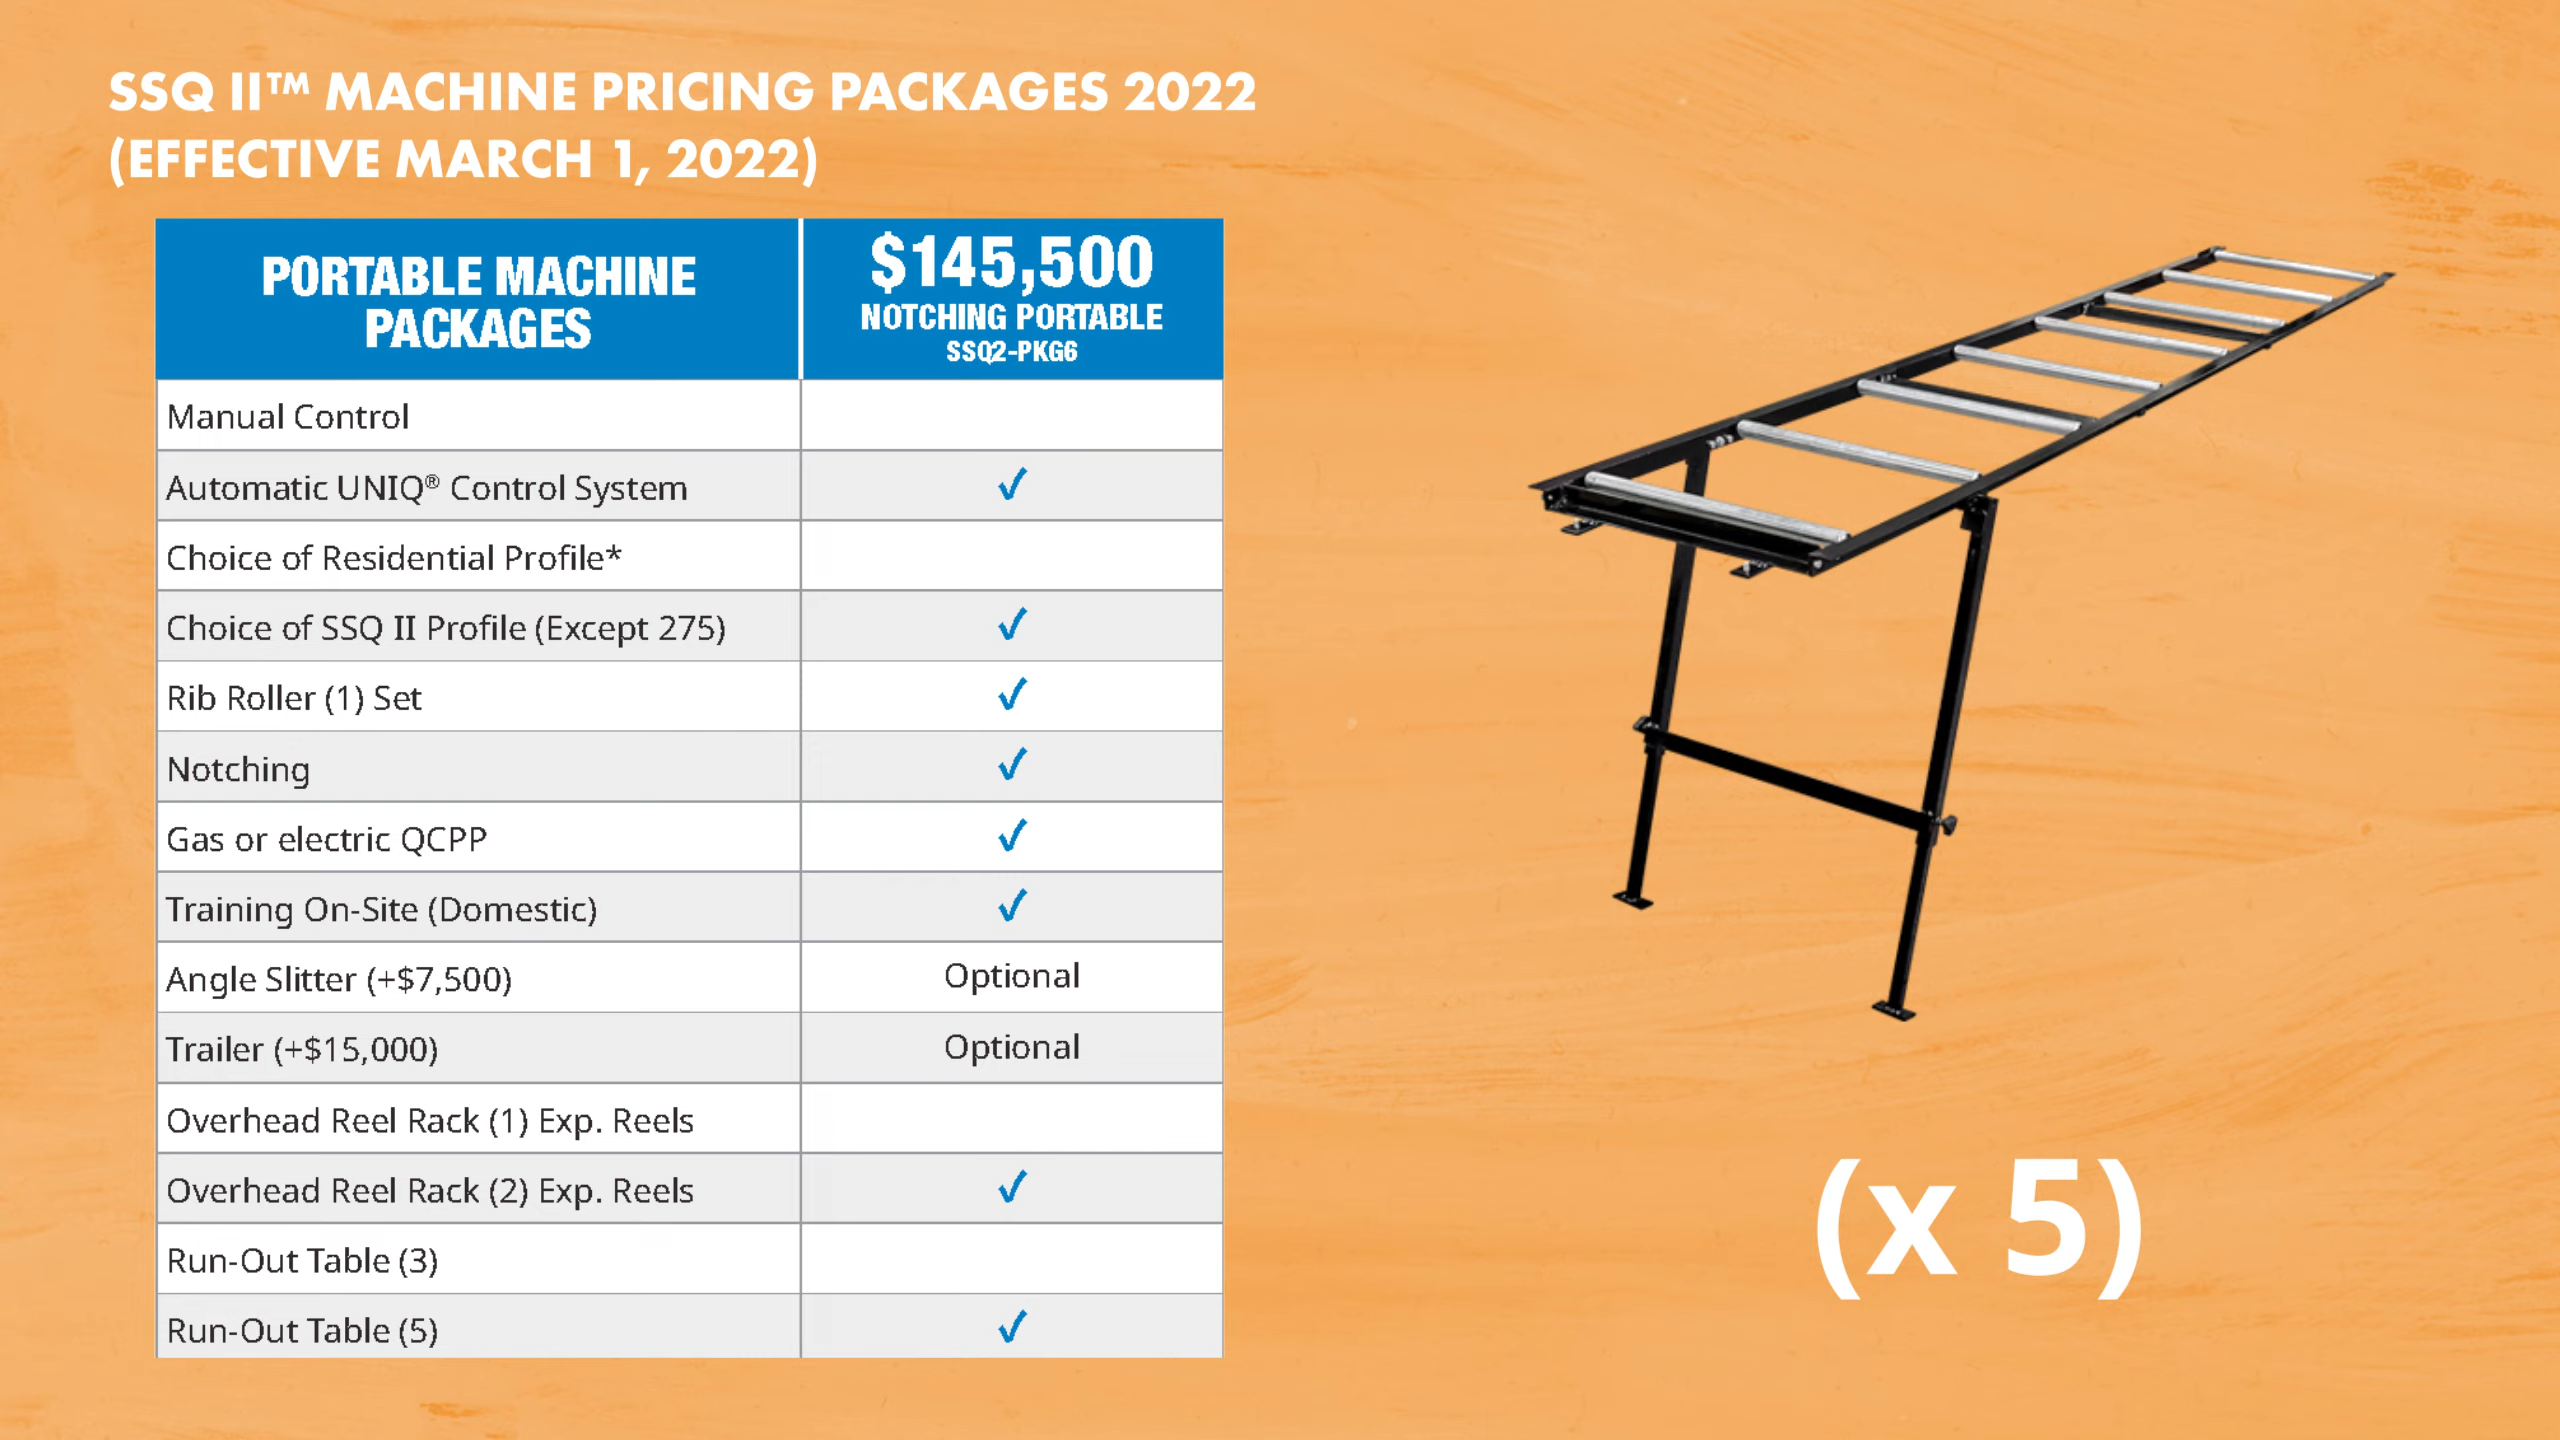 SSQ II™ MACHINE PRICING PACKAGES 2022
(EFFECTIVE MARCH 1, 2022)
PORTABLE MACHINE
PACKAGES
$145,500
NOTCHING PORTABLE
SSQ2-PKG6
Manual Control
Automatic UNIQ® Control System ✓
Choice of Residential Profile*
Choice of SSQ II Profile (Except 275) ✓
Rib Roller (1) Set ✓
Notching ✓
Gas or electric QCPP ✓
Training On-Site (Domestic) ✓
Angle Slitter (+$7,500) Optional
Trailer (+$15,000) Optional
Overhead Reel Rack (1) Exp. Reels
Overhead Reel Rack (2) Exp. Reels ✓
Run-Out Table (3)
Run-Out Table (5) ✓
(x 5)